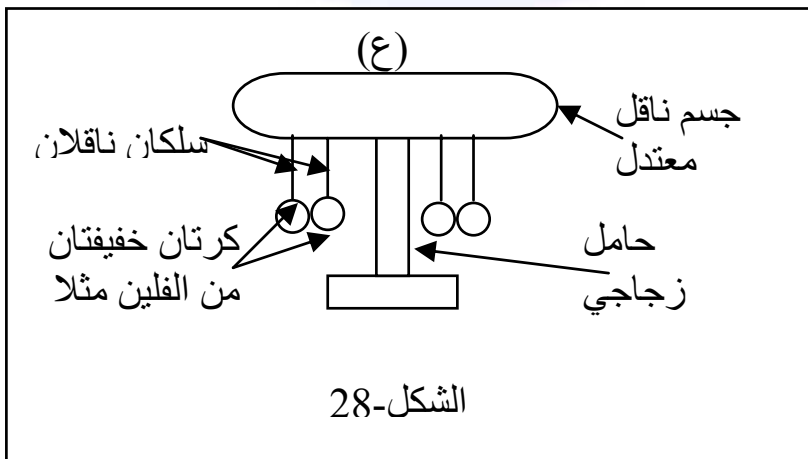 (ع)
جسم ناقل
معتدل
سلكان ناقلان
كرتان خفيفتان
من الفلين مثلا
حامل
زجاجي
الشكل-28